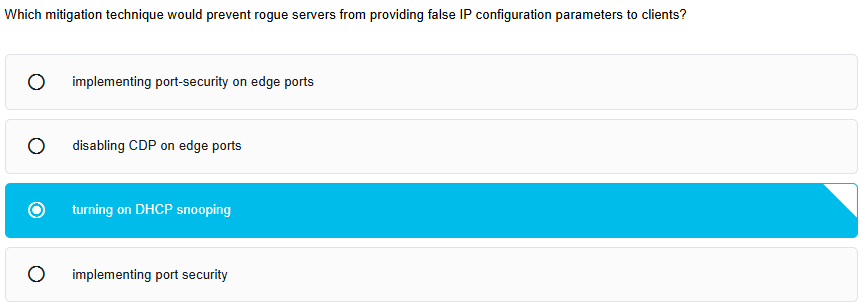 Which mitigation technique would prevent rogue servers from providing false IP configuration parameters to clients?
implementing port-security on edge ports
disabling CDP on edge ports
turning on DHCP snooping
implementing port security